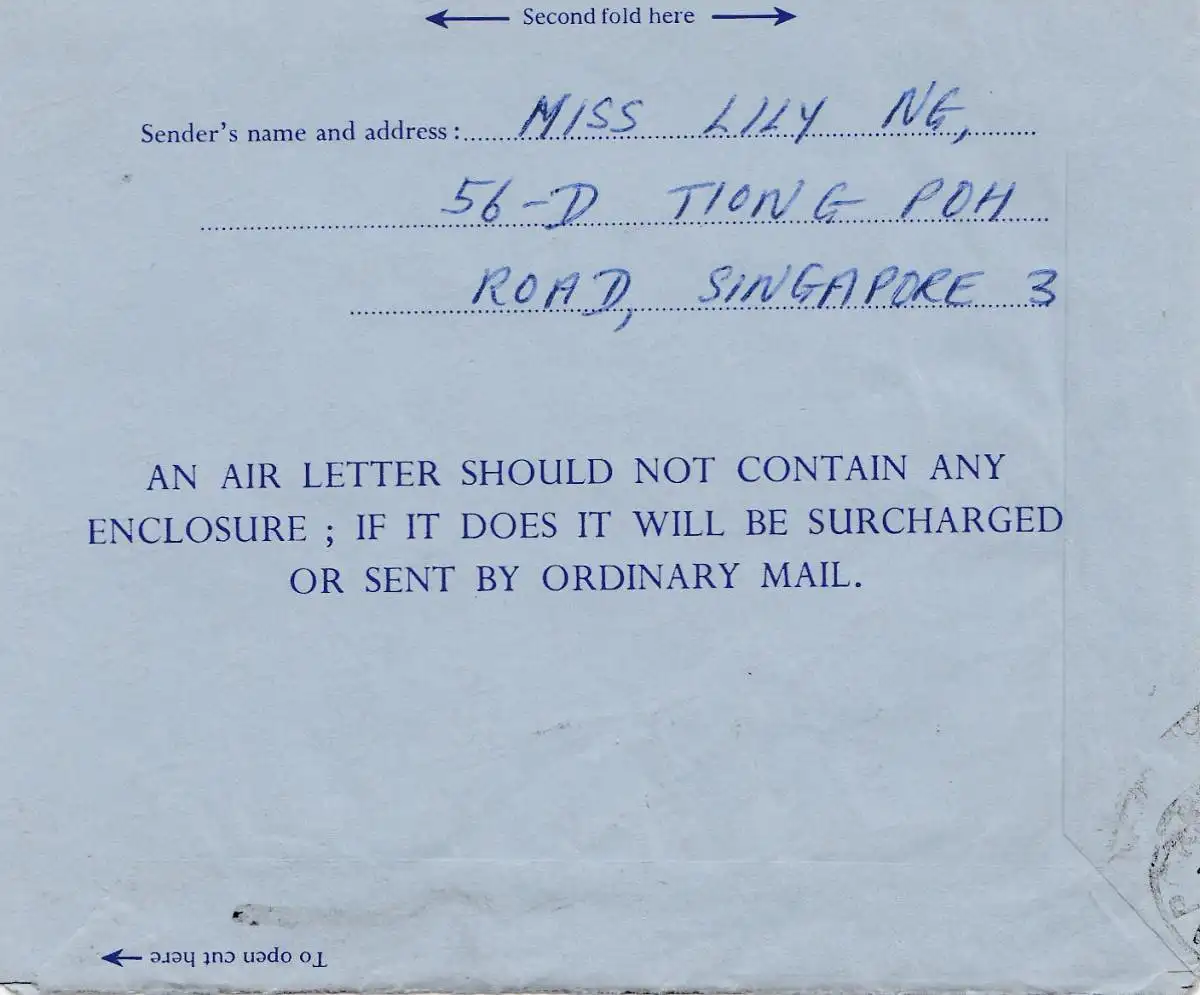 Second fold here
Sender's name and address: MISS LILY NG,
56-D TIONG POH
ROAD, SINGAPORE 3
AN AIR LETTER SHOULD NOT CONTAIN ANY
ENCLOSURE ; IF IT DOES IT WILL BE SURCHARGED
OR SENT BY ORDINARY MAIL.
To open cut here